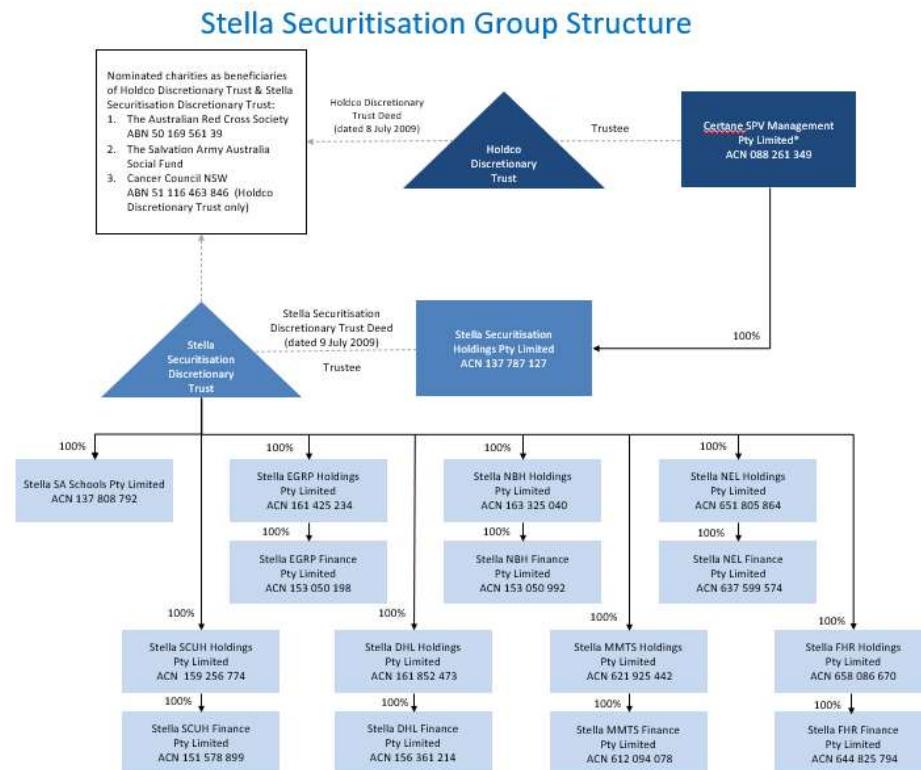 Stella Securitisation Group Structure
Nominated charities as beneficiaries
of Holdco Discretionary Trust & Stella
Securitisation Discretionary Trust:
1. The Australian Red Cross Society
ABN 50 169 561 39
2. The Salvation Army Australia
Social Fund
3. Cancer Council NSW
ABN 51 116 463 846 (Holdco
Discretionary Trust only)
Holdco Discretionary
Trust Deed
(dated 8 July 2009)
Holdco
Discretionary
Trust
Trustee
Certane SPV Management
Pty Limited*
ACN 088 261 349
100%
Stella
Securitisation
Discretionary
Trust
Stella Securitisation
Discretionary Trust Deed
(dated 9 July 2009)
Trustee
Stella Securitisation
Holdings Pty Limited
ACN 137 787 127
100%
Stella SA Schools Pty Limited
ACN 137 808 792
100%
Stella EGRP Holdings
Pty Limited
ACN 161 425 234
100%
Stella EGRP Finance
Pty Limited
ACN 153 050 198
100%
Stella NBH Holdings
Pty Limited
ACN 163 325 040
100%
Stella NBH Finance
Pty Limited
ACN 153 050 992
100%
Stella NEL Holdings
Pty Limited
ACN 651 805 864
100%
Stella NEL Finance
Pty Limited
ACN 637 599 574
100%
Stella SCUH Holdings
Pty Limited
ACN 159 256 774
100%
Stella SCUH Finance
Pty Limited
ACN 151 578 899
100%
Stella DHL Holdings
Pty Limited
ACN 161 852 473
100%
Stella DHL Finance
Pty Limited
ACN 156 361 214
100%
Stella MMTS Holdings
Pty Limited
ACN 621 925 442
100%
Stella MMTS Finance
Pty Limited
ACN 612 094 078
100%
Stella FHR Holdings
Pty Limited
ACN 658 086 670
100%
Stella FHR Finance
Pty Limited
ACN 644 825 794